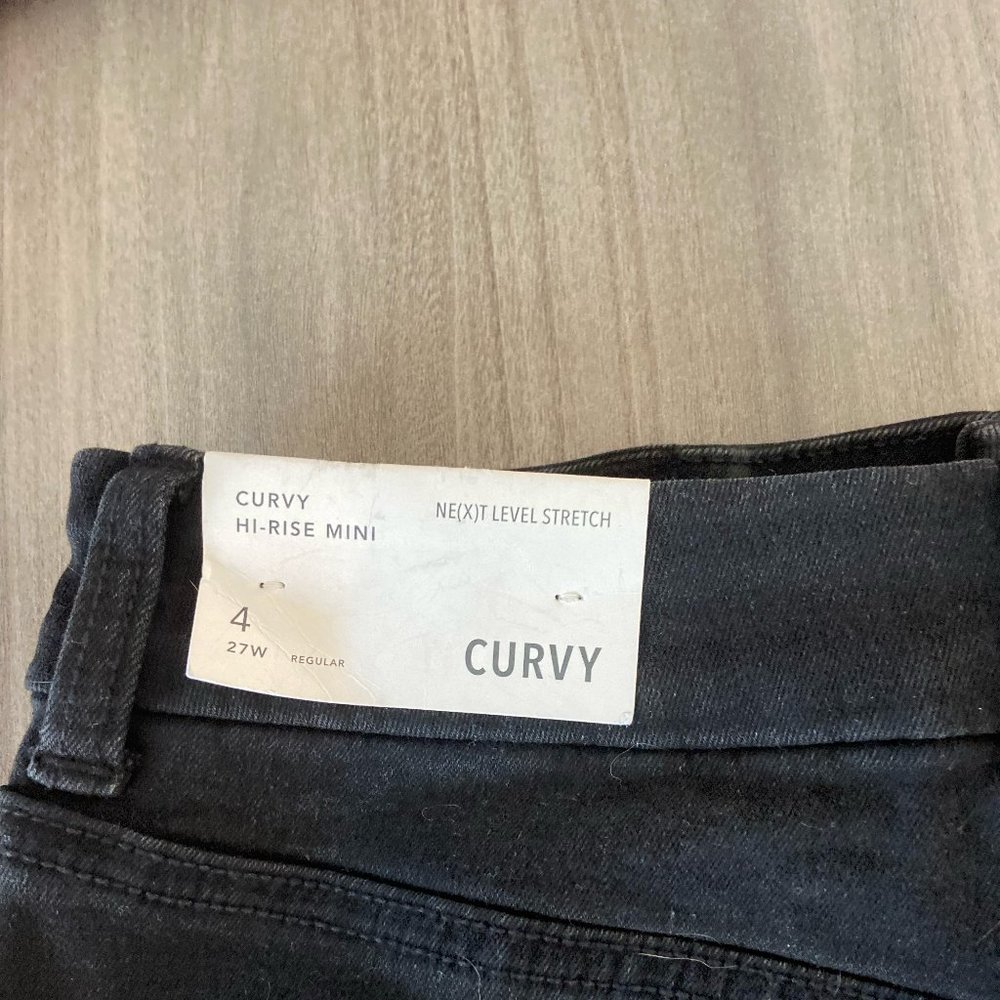 CURVY
HI-RISE MINI
NE(X)T LEVEL STRETCH
4
27W REGULAR
CURVY